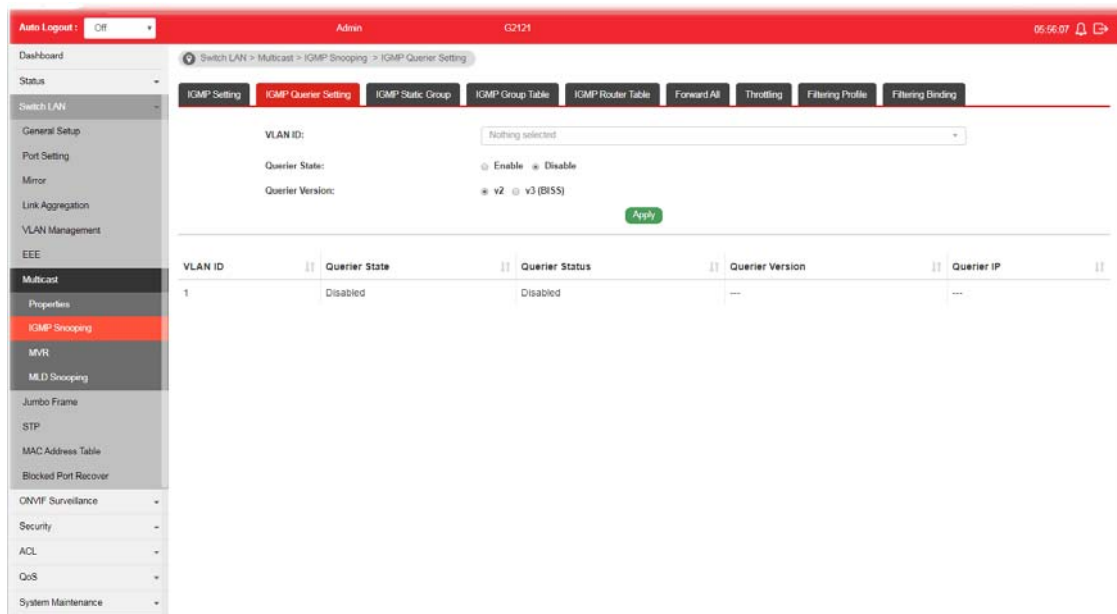 Auto Logout : Off Admin G2121 05:56:07
Dashboard
Status
Switch LAN
General Setup
Port Setting
Mirror
Link Aggregation
VLAN Management
EEE
Multicast
Properties
IGMP Snooping
MVR
MLD Snooping
Jumbo Frame
STP
MAC Address Table
Blocked Port Recover
ONVIF Surveillance
Security
ACL
QoS
System Maintenance
Switch LAN > Multicast > IGMP Snooping > IGMP Querier Setting
IGMP Setting IGMP Querier Setting IGMP Static Group IGMP Group Table IGMP Router Table Forward All Throttling Filtering Profile Filtering Binding
VLAN ID: Nothing selected
Querier State: Enable Disable
Querier Version: v2 v3 (BISS)
Apply
VLAN ID Querier State Querier Status Querier Version Querier IP
1 Disabled Disabled --- ---